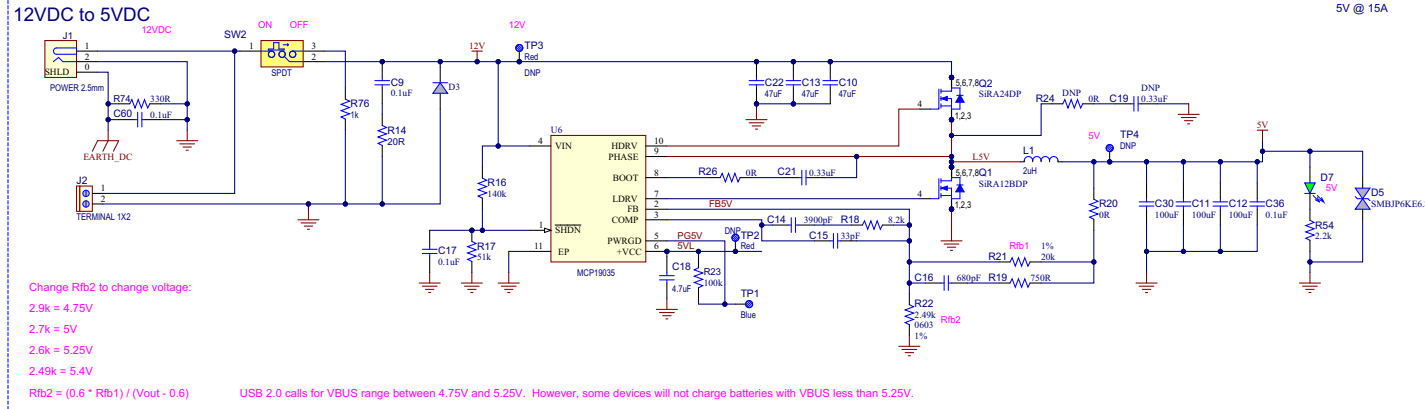 12VDC to 5VDC
5V @ 15A
J1
12VDC
1
2
0
SHLD
POWER 2.5mm
R74
330R
C60
0.1uF
EARTH_DC
J2
1
2
TERMINAL 1X2
SW2
ON OFF
1
3
2
SPDT
R76
1k
C9
0.1uF
R14
20R
D3
12V
12V
TP3
Red
DNP
R16
140k
C17
0.1uF
R17
51k
U6
4 VIN
1 SHDN
11 EP
HDRV 10
PHASE 9
BOOT 8
LDRV 7
FB 2
COMP 3
PWRGD 5
+VCC 6
MCP19035
C22
47uF
C13
47uF
C10
47uF
5,6,7,8
Q2
SiRA24DP
4
1,2,3
R24
DNP
0R
C19
DNP
0.33uF
R26
0R
C21
0.33uF
5,6,7,8
Q1
SiRA12BDP
4
1,2,3
L5V
L1
2uH
5V
TP4
DNP
FB5V
C14
3900pF
R18
8.2k
C15
33pF
PG5V
5VL
DNP
TP2
Red
C18
4.7uF
R23
100k
TP1
Blue
R20
0R
Rfb1
1%
R21
20k
C16
680pF
R19
750R
R22
2.49k
0603
1%
Rfb2
C30
100uF
C11
100uF
C12
100uF
C36
0.1uF
5V
D7
5V
R54
2.2k
D5
SMBJP6KE6.
Change Rfb2 to change voltage:
2.9k = 4.75V
2.7k = 5V
2.6k = 5.25V
2.49k = 5.4V
Rfb2 = (0.6 * Rfb1) / (Vout - 0.6)
USB 2.0 calls for VBUS range between 4.75V and 5.25V. However, some devices will not charge batteries with VBUS less than 5.25V.